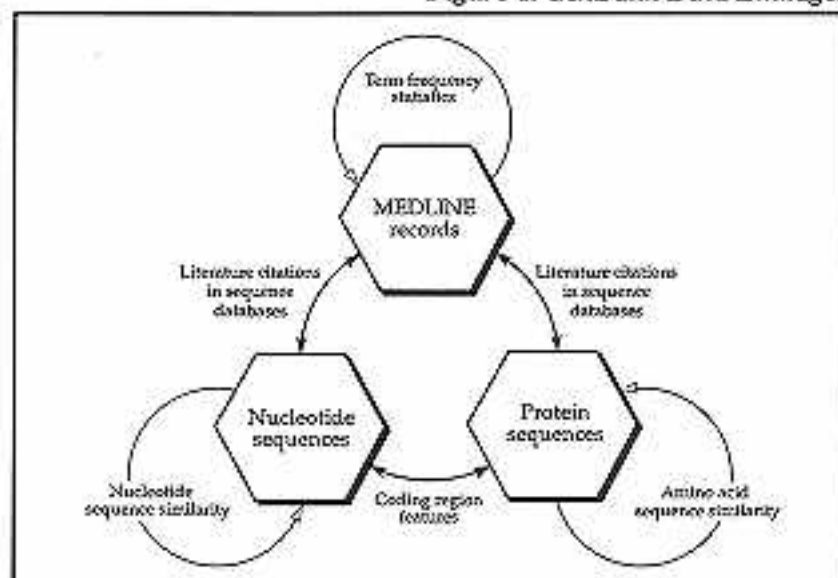 Term frequency
statistics
MEDLINE
records
Literature citations
in sequence
databases
Literature citations
in sequence
databases
Nucleotide
sequences
Protein
sequences
Nucleotide
sequence similarity
Coding region
features
Amino acid
sequence similarity